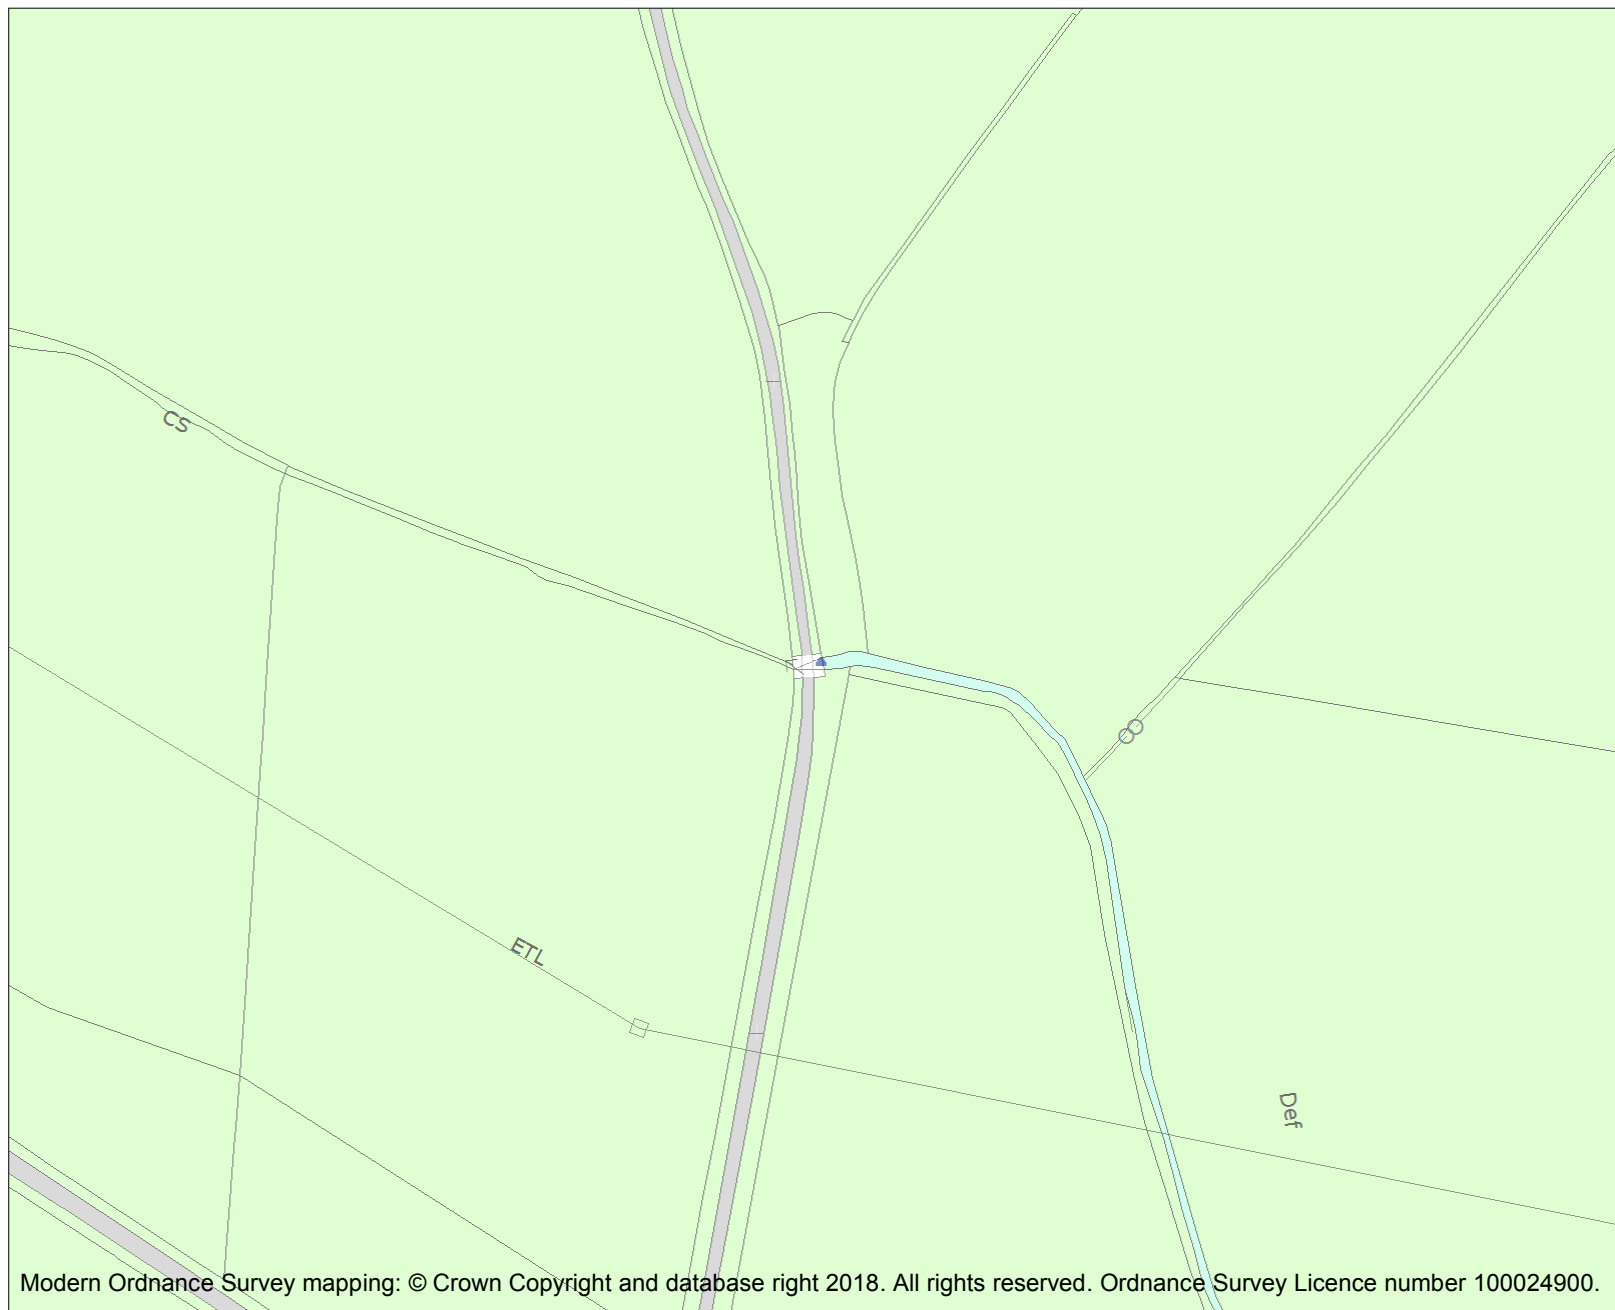 CS
ETL
Def
Modern Ordnance Survey mapping: © Crown Copyright and database right 2018. All rights reserved. Ordnance Survey Licence number 100024900.